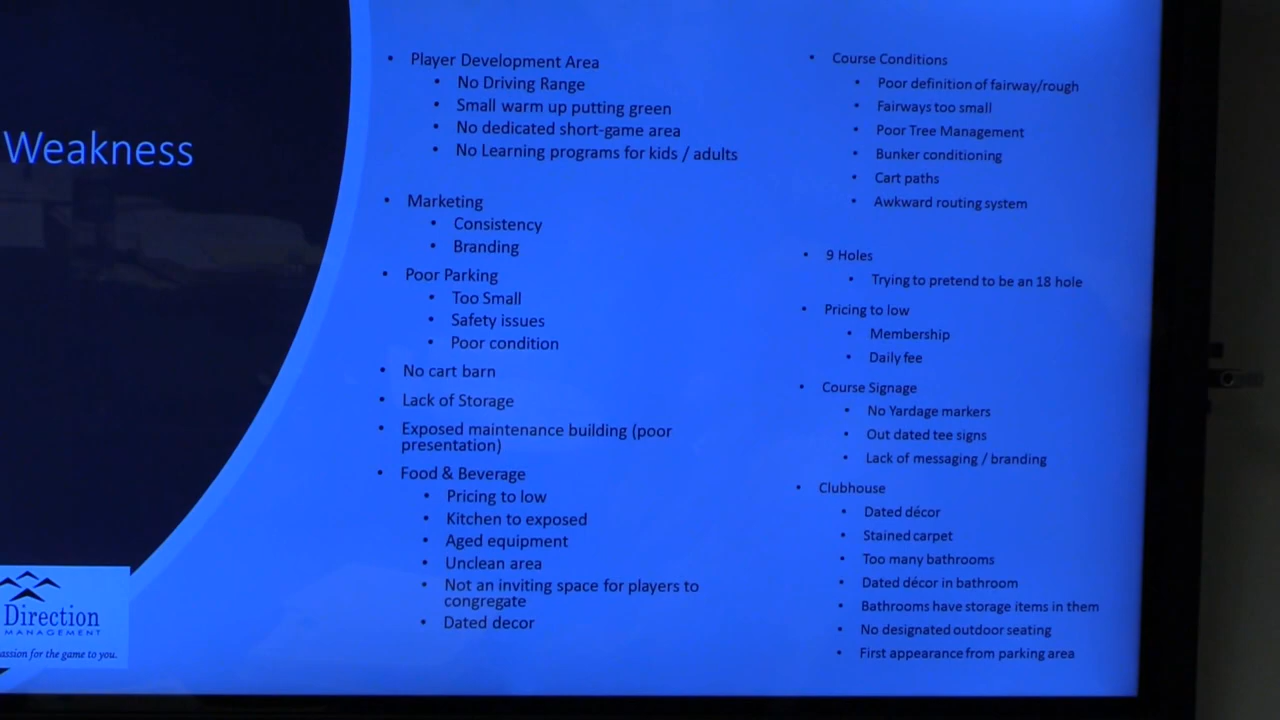 Weakness
Player Development Area
No Driving Range
Small warm up putting green
No dedicated short-game area
No Learning programs for kids / adults
Marketing
Consistency
Branding
Poor Parking
Too Small
Safety issues
Poor condition
No cart barn
Lack of Storage
Exposed maintenance building (poor
presentation)
Food & Beverage
Pricing to low
Kitchen to exposed
Aged equipment
Unclean area
Not an inviting space for players to
congregate
Dated decor
Course Conditions
Poor definition of fairway/rough
Fairways too small
Poor Tree Management
Bunker conditioning
Cart paths
Awkward routing system
9 Holes
Trying to pretend to be an 18 hole
Pricing to low
Membership
Daily fee
Course Signage
No Yardage markers
Out dated tee signs
Lack of messaging / branding
Clubhouse
Dated décor
Stained carpet
Too many bathrooms
Dated décor in bathroom
Bathrooms have storage items in them
No designated outdoor seating
First appearance from parking area
Direction
MANAGEMENT
assion for the game to you.